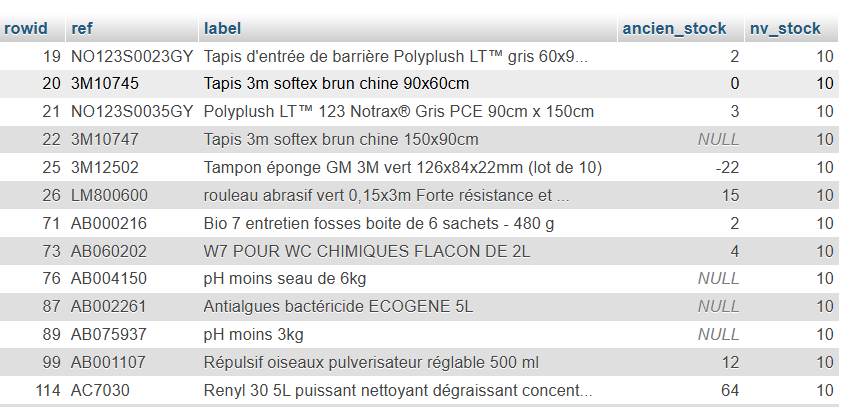 rowid ref label ancien_stock nv_stock
19 NO123S0023GY Tapis d'entrée de barrière Polyplush LT™ gris 60x9... 2 10
20 3M10745 Tapis 3m softex brun chine 90x60cm 0 10
21 NO123S0035GY Polyplush LT™ 123 Notrax® Gris PCE 90cm x 150cm 3 10
22 3M10747 Tapis 3m softex brun chine 150x90cm NULL 10
25 3M12502 Tampon éponge GM 3M vert 126x84x22mm (lot de 10) -22 10
26 LM800600 rouleau abrasif vert 0,15x3m Forte résistance et ... 15 10
71 AB000216 Bio 7 entretien fosses boite de 6 sachets - 480 g 2 10
73 AB060202 W7 POUR WC CHIMIQUES FLACON DE 2L 4 10
76 AB004150 pH moins seau de 6kg NULL 10
87 AB002261 Antialgues bactéricide ECOGENE 5L NULL 10
89 AB075937 pH moins 3kg NULL 10
99 AB001107 Répulsif oiseaux pulverisateur réglable 500 ml 12 10
114 AC7030 Renyl 30 5L puissant nettoyant dégraissant concent... 64 10